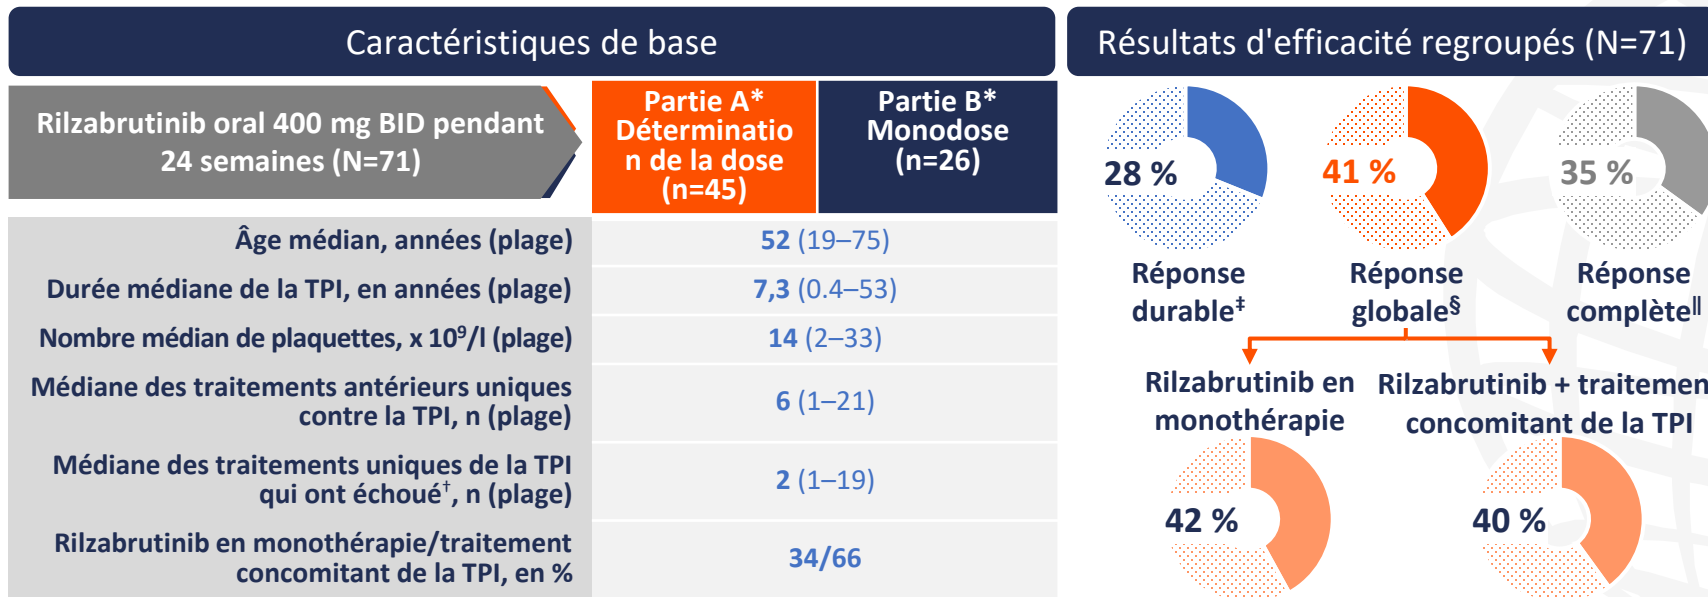 Caractéristiques de base
Rilzabrutinib oral 400 mg BID pendant
24 semaines (N=71)
Partie A*
Déterminatio
n de la dose
(n=45)
Partie B*
Monodose
(n=26)
Âge médian, années (plage)
52 (19–75)
Durée médiane de la TPI, en années (plage)
7,3 (0.4–53)
Nombre médian de plaquettes, x 10⁹/l (plage)
14 (2–33)
Médiane des traitements antérieurs uniques
contre la TPI, n (plage)
6 (1–21)
Médiane des traitements uniques de la TPI
qui ont échoué†, n (plage)
2 (1–19)
Rilzabrutinib en monothérapie/traitement
concomitant de la TPI, en %
34/66
Résultats d'efficacité regroupés (N=71)
28 %
41 %
35 %
Réponse
durable‡
Réponse
globale§
Réponse
complète‖
Rilzabrutinib en
monothérapie
Rilzabrutinib + traitemen
concomitant de la TPI
42 %
40 %